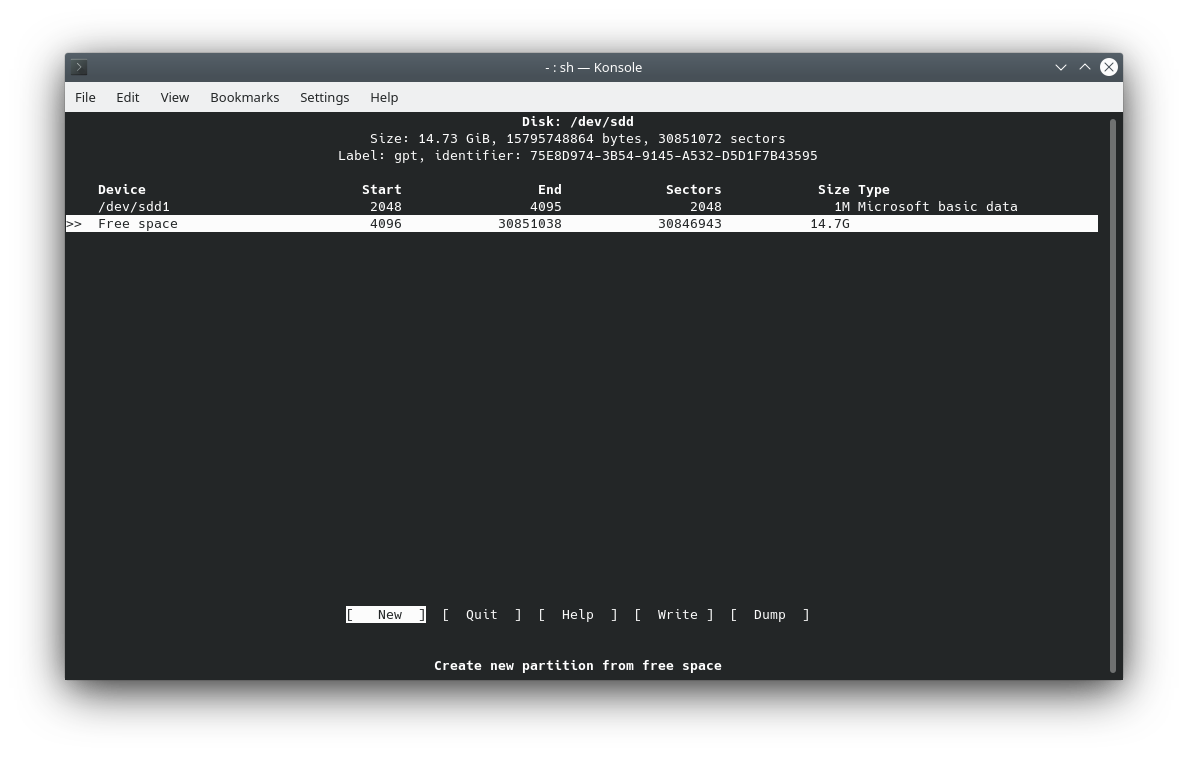 - : sh — Konsole
File Edit View Bookmarks Settings Help
Disk: /dev/sdd
Size: 14.73 GiB, 15795748864 bytes, 30851072 sectors
Label: gpt, identifier: 75E8D974-3B54-9145-A532-D5D1F7B43595
Device Start End Sectors Size Type
/dev/sdd1 2048 4095 2048 1M Microsoft basic data
>> Free space 4096 30851038 30846943 14.7G
[ New ] [ Quit ] [ Help ] [ Write ] [ Dump ]
Create new partition from free space